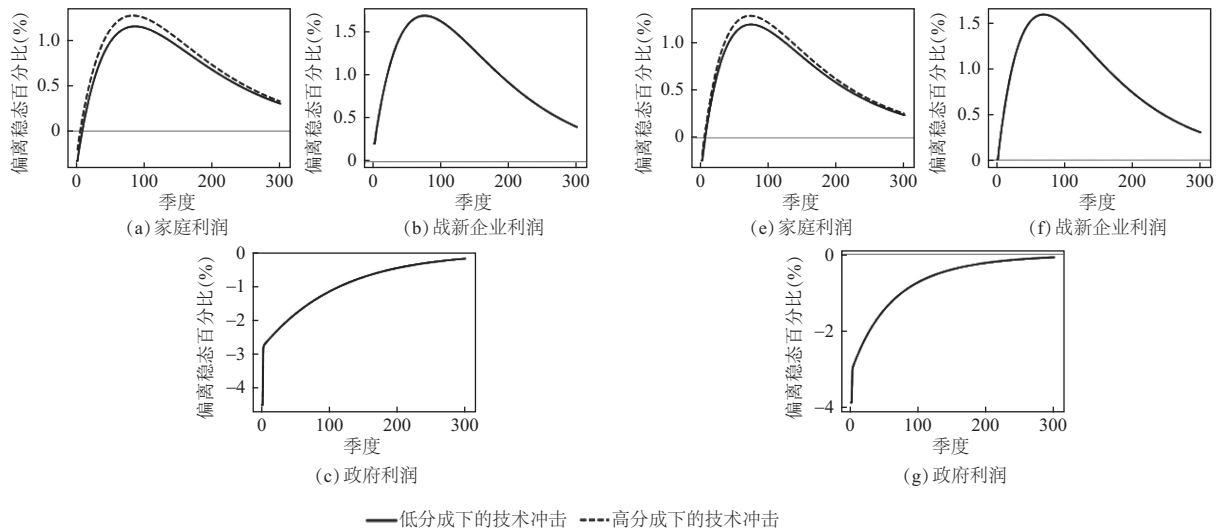 偏离稳态百分比(%)
1.0
0.5
0
0 100 200 300
季度
(a)家庭利润
偏离稳态百分比(%)
1.5
1.0
0.5
0
0 100 200 300
季度
(b)战新企业利润
偏离稳态百分比(%)
1.0
0.5
0
0 100 200 300
季度
(e)家庭利润
偏离稳态百分比(%)
1.5
1.0
0.5
0
0 100 200 300
季度
(f)战新企业利润
偏离稳态百分比(%)
0
−1
−2
−3
−4
0 100 200 300
季度
(c)政府利润
偏离稳态百分比(%)
0
−2
−4
0 100 200 300
季度
(g)政府利润
低分成下的技术冲击 高分成下的技术冲击